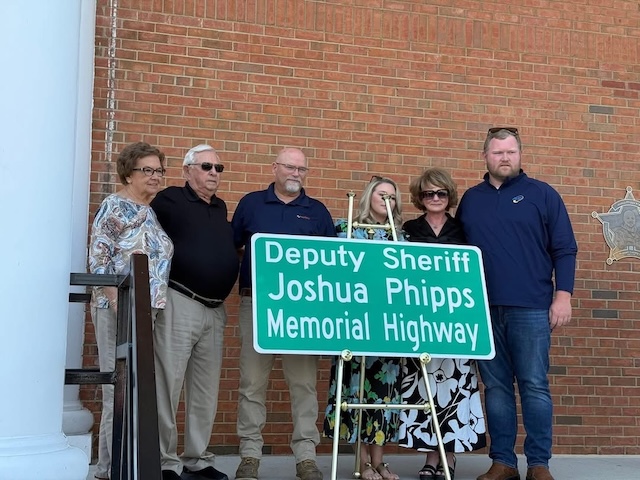 Deputy Sheriff
Joshua Phipps
Memorial Highway